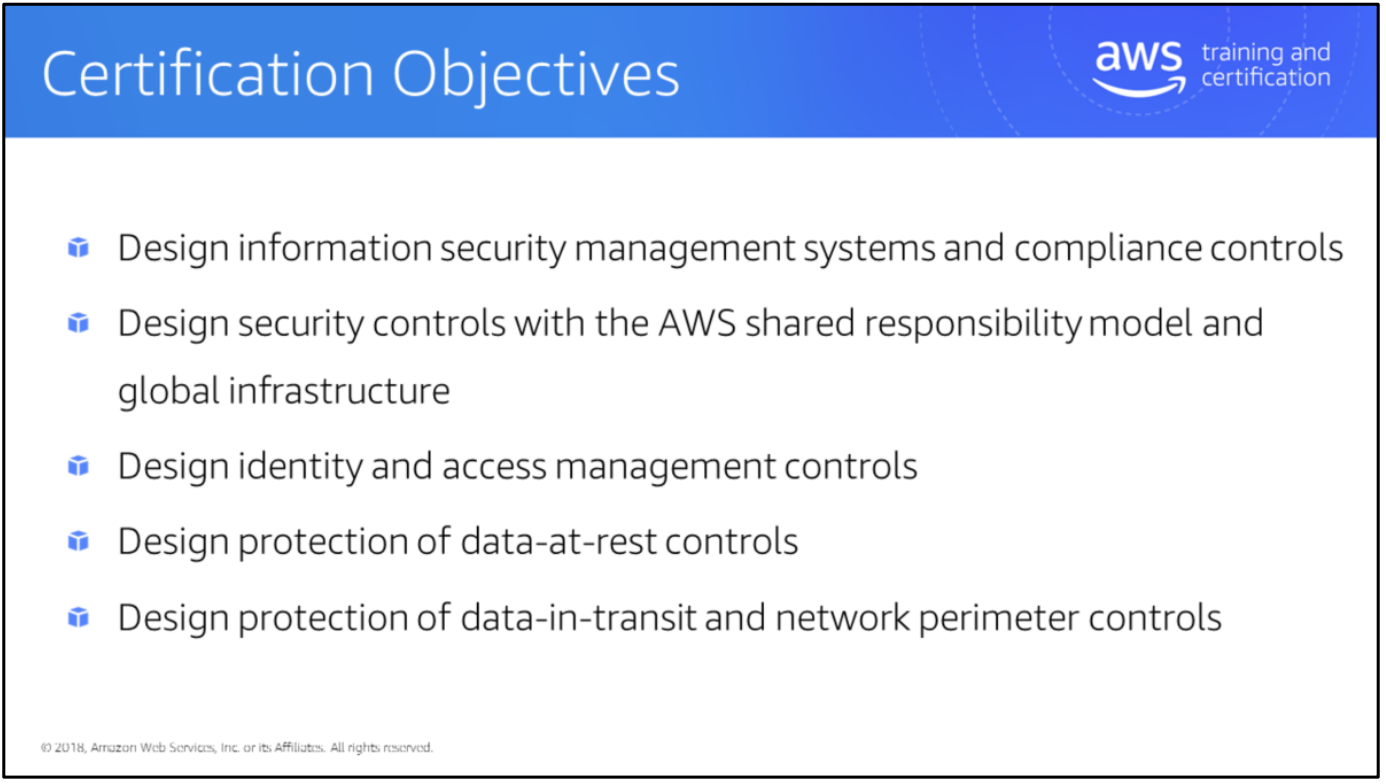 Certification Objectives
aws training and
certification
Design information security management systems and compliance controls
Design security controls with the AWS shared responsibility model and
global infrastructure
Design identity and access management controls
Design protection of data-at-rest controls
Design protection of data-in-transit and network perimeter controls
© 2018, Amazon Web Services, Inc. or its Affiliates. All rights reserved.